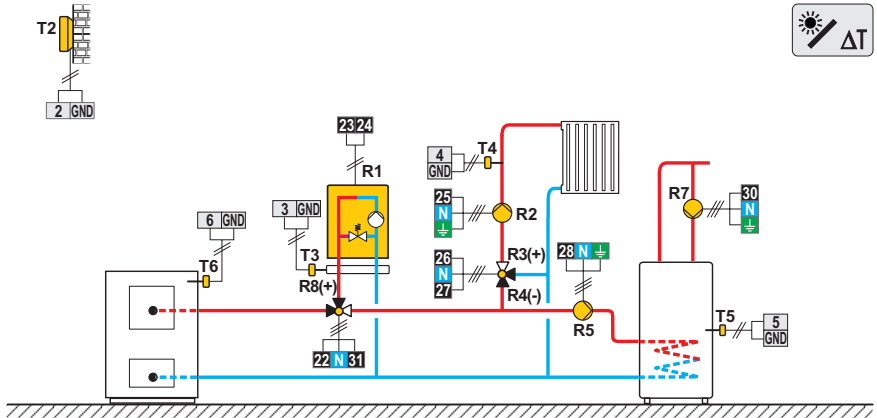 T2
ΔT
2 GND
23 24
R1
4
GND
T4
25
N
R2
R7
30
N
6 GND
3 GND
T6
T3
R8(+)
26
N
27
R3(+)
R4(-)
28 N
R5
T5
5
GND
22 N 31